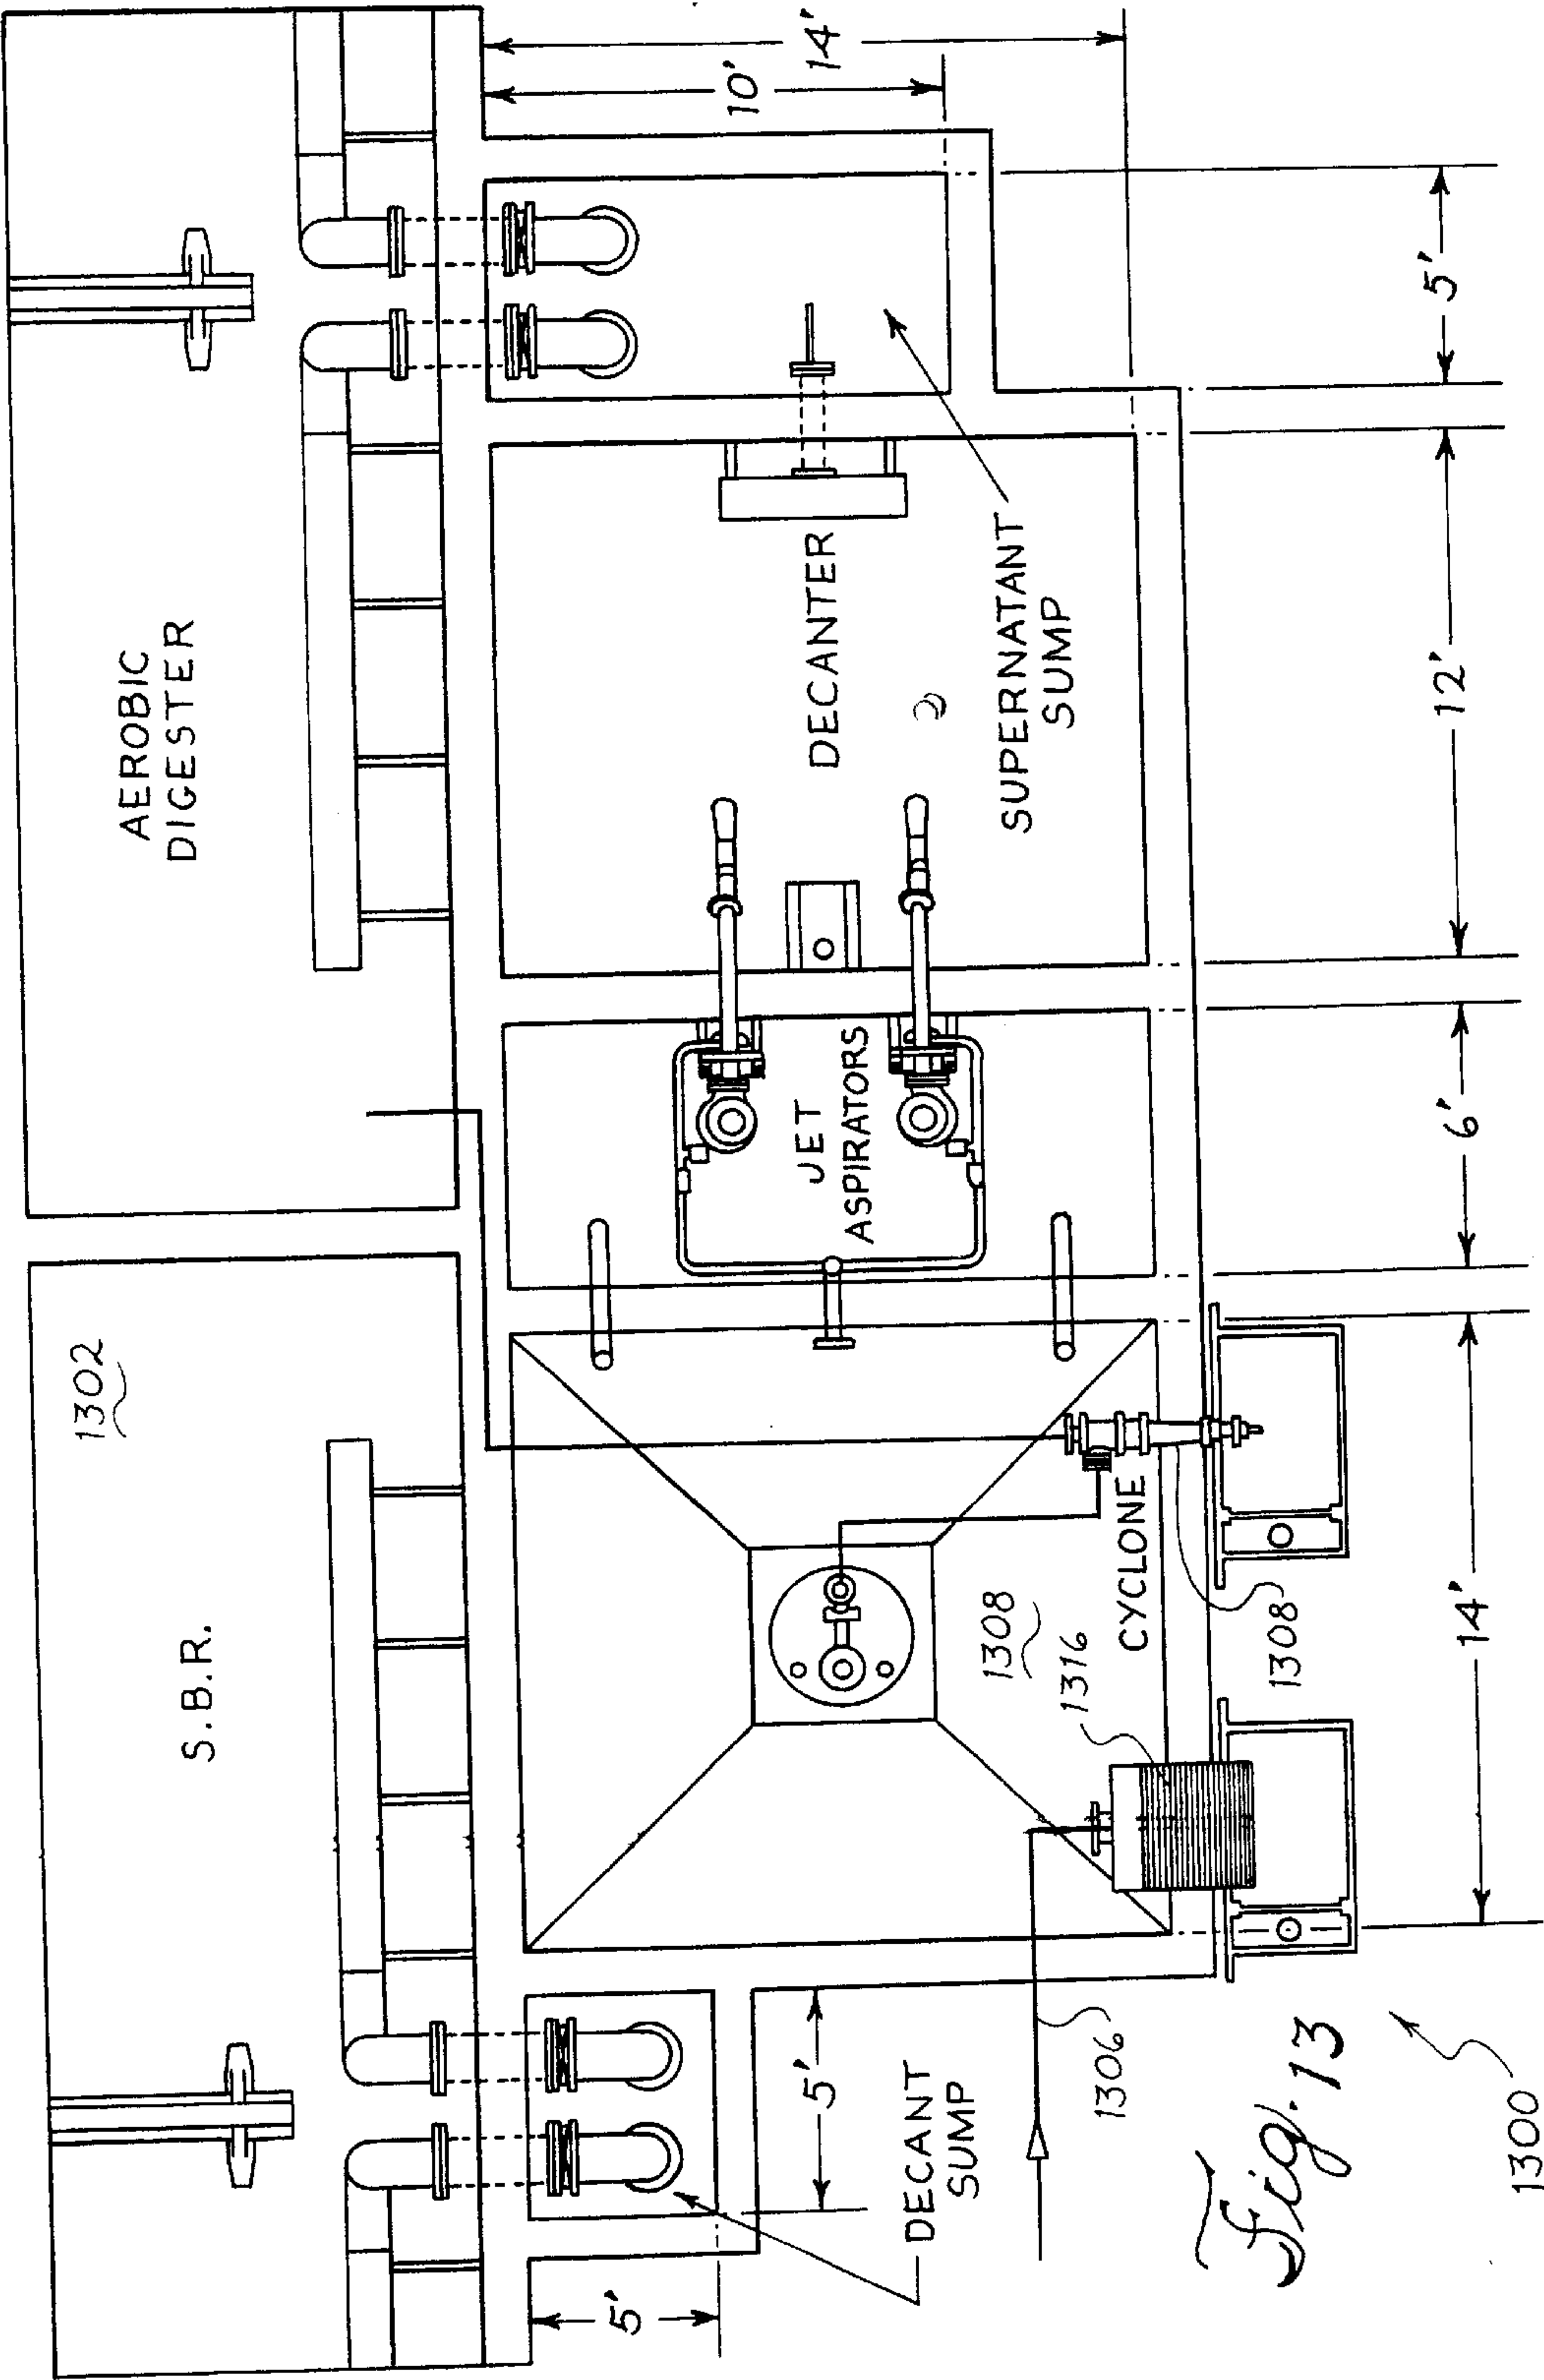 1302
S.B.R.
AEROBIC
DIGESTER
10'
14'
5'
DECANT
SUMP
5'
1306
1308
1316
CYCLONE
1308
JET
ASPIRATORS
DECANTER
SUPERNATANT
SUMP
14'
6'
12'
5'
Fig. 13
1300